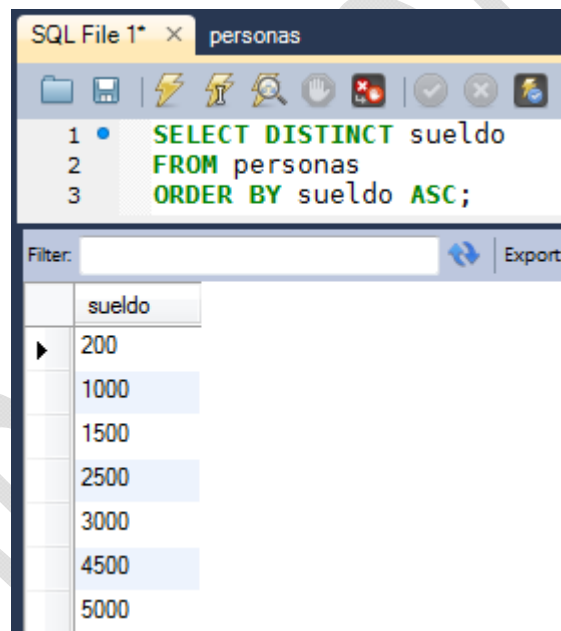 SQL File 1* × personas
1 SELECT DISTINCT sueldo
2 FROM personas
3 ORDER BY sueldo ASC;
Filter: Export
sueldo
200
1000
1500
2500
3000
4500
5000